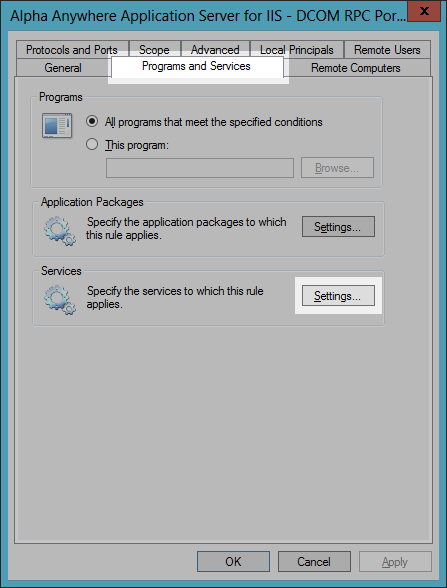 Alpha Anywhere Application Server for IIS - DCOM RPC Por...
Protocols and Ports Scope Advanced Local Principals Remote Users
General Programs and Services Remote Computers
Programs
All programs that meet the specified conditions
This program:
Browse...
Application Packages
Specify the application packages to which
this rule applies.
Settings...
Services
Specify the services to which this rule
applies.
Settings...
OK Cancel Apply